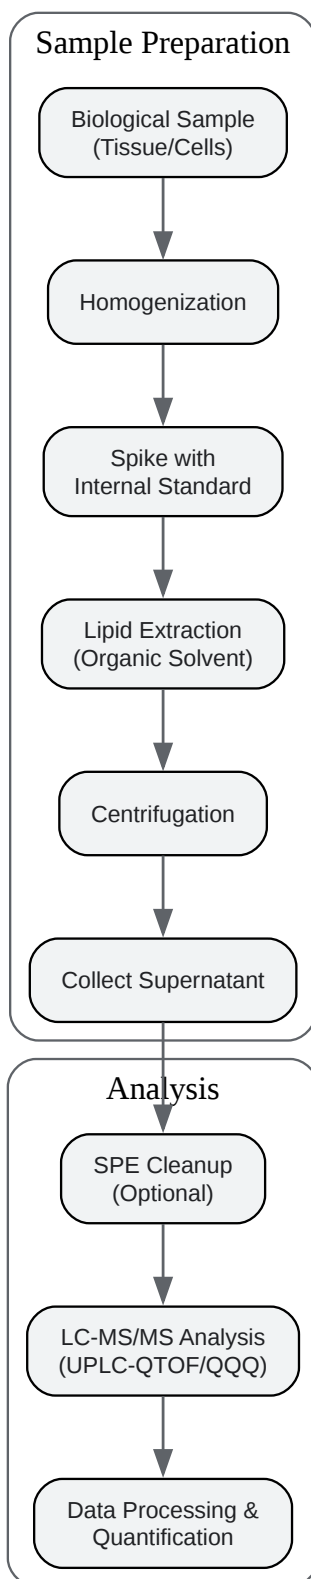 Sample Preparation
Biological Sample
(Tissue/Cells)
Homogenization
Spike with
Internal Standard
Lipid Extraction
(Organic Solvent)
Centrifugation
Collect Supernatant
Analysis
SPE Cleanup
(Optional)
LC-MS/MS Analysis
(UPLC-QTOF/QQQ)
Data Processing &
Quantification